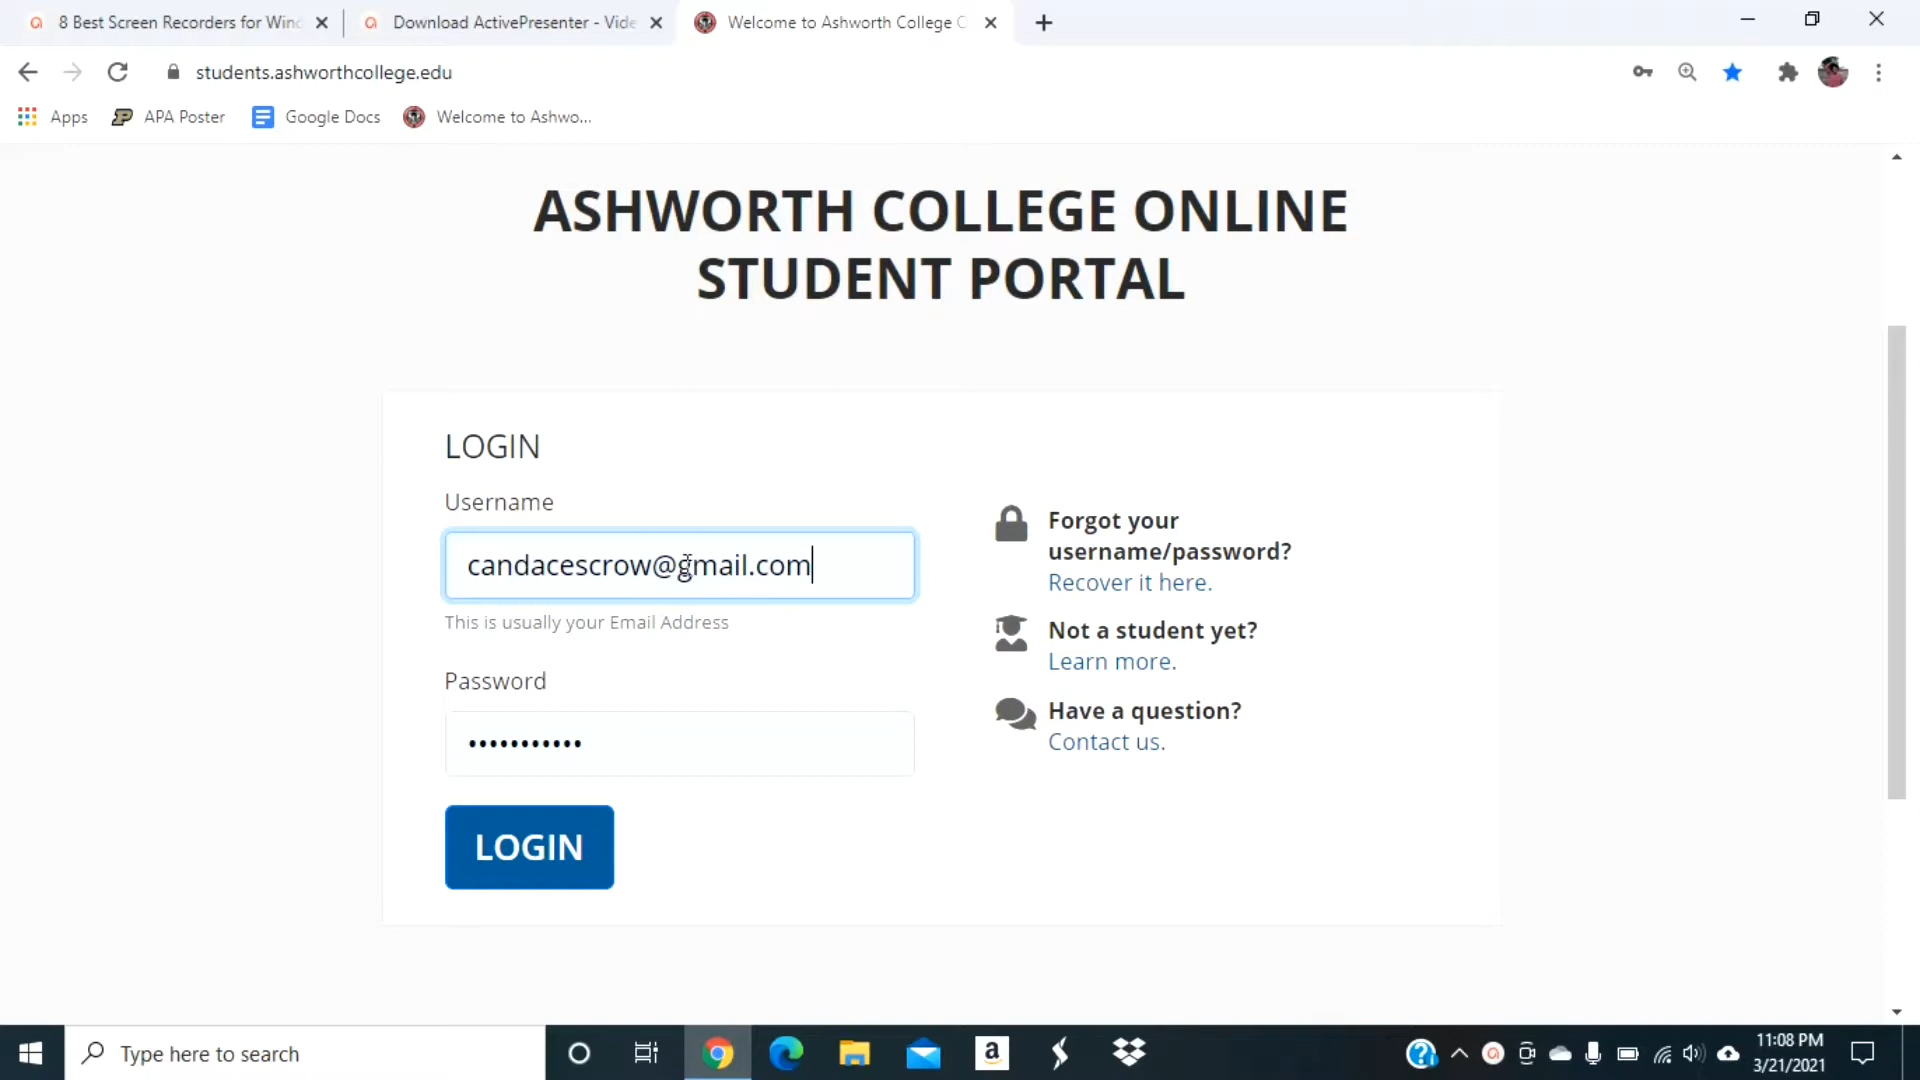 8 Best Screen Recorders for Win
Download ActivePresenter - Vide
Welcome to Ashworth College C
students.ashworthcollege.edu
Apps
APA Poster
Google Docs
Welcome to Ashwo...
ASHWORTH COLLEGE ONLINE
STUDENT PORTAL
LOGIN
Username
candacescrow@gmail.com
This is usually your Email Address
Password
•••••••••••
LOGIN
Forgot your
username/password?
Recover it here.
Not a student yet?
Learn more.
Have a question?
Contact us.
Type here to search
11:08 PM
3/21/2021